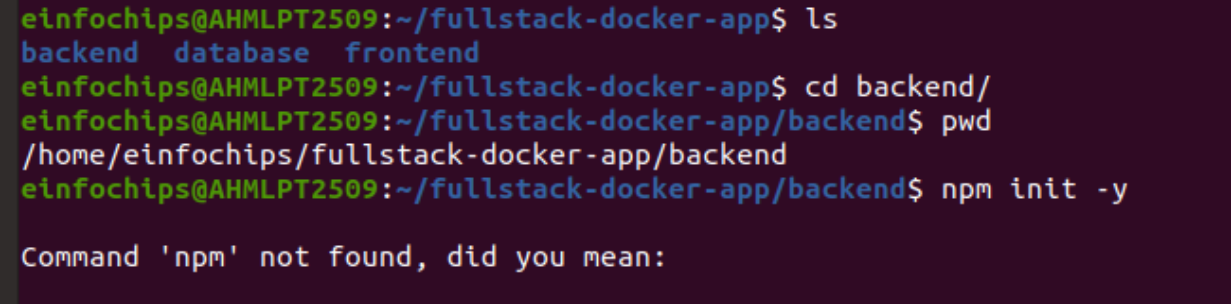 einfochips@AHMLPT2509:~/fullstack-docker-app$ ls
backend  database  frontend
einfochips@AHMLPT2509:~/fullstack-docker-app$ cd backend/
einfochips@AHMLPT2509:~/fullstack-docker-app/backend$ pwd
/home/einfochips/fullstack-docker-app/backend
einfochips@AHMLPT2509:~/fullstack-docker-app/backend$ npm init -y
Command 'npm' not found, did you mean: